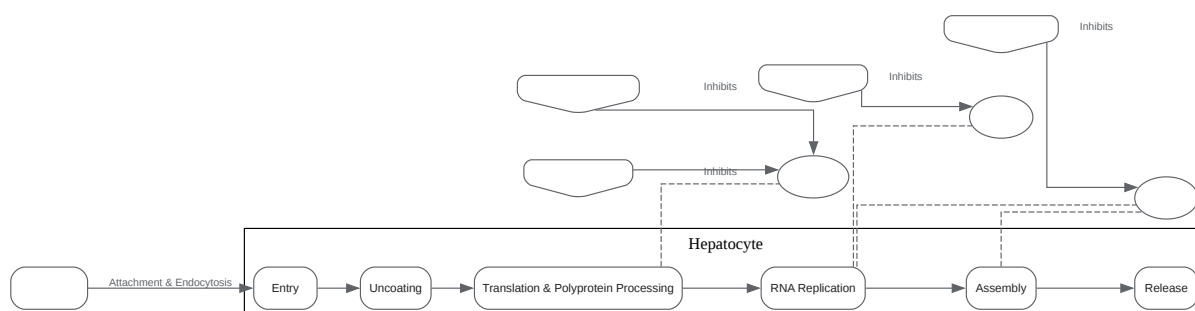 Inhibits
Inhibits
Inhibits
Inhibits
Hepatocyte
Attachment & Endocytosis
Entry
Uncoating
Translation & Polyprotein Processing
RNA Replication
Assembly
Release